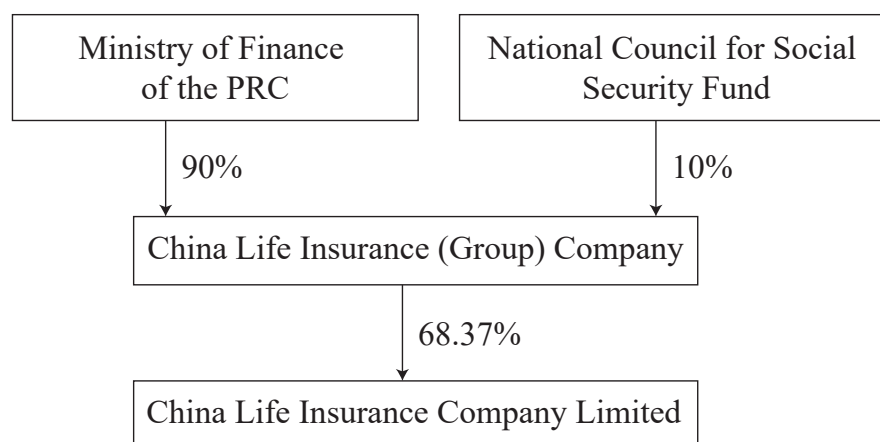 Ministry of Finance
of the PRC
National Council for Social
Security Fund
90%
10%
China Life Insurance (Group) Company
68.37%
China Life Insurance Company Limited